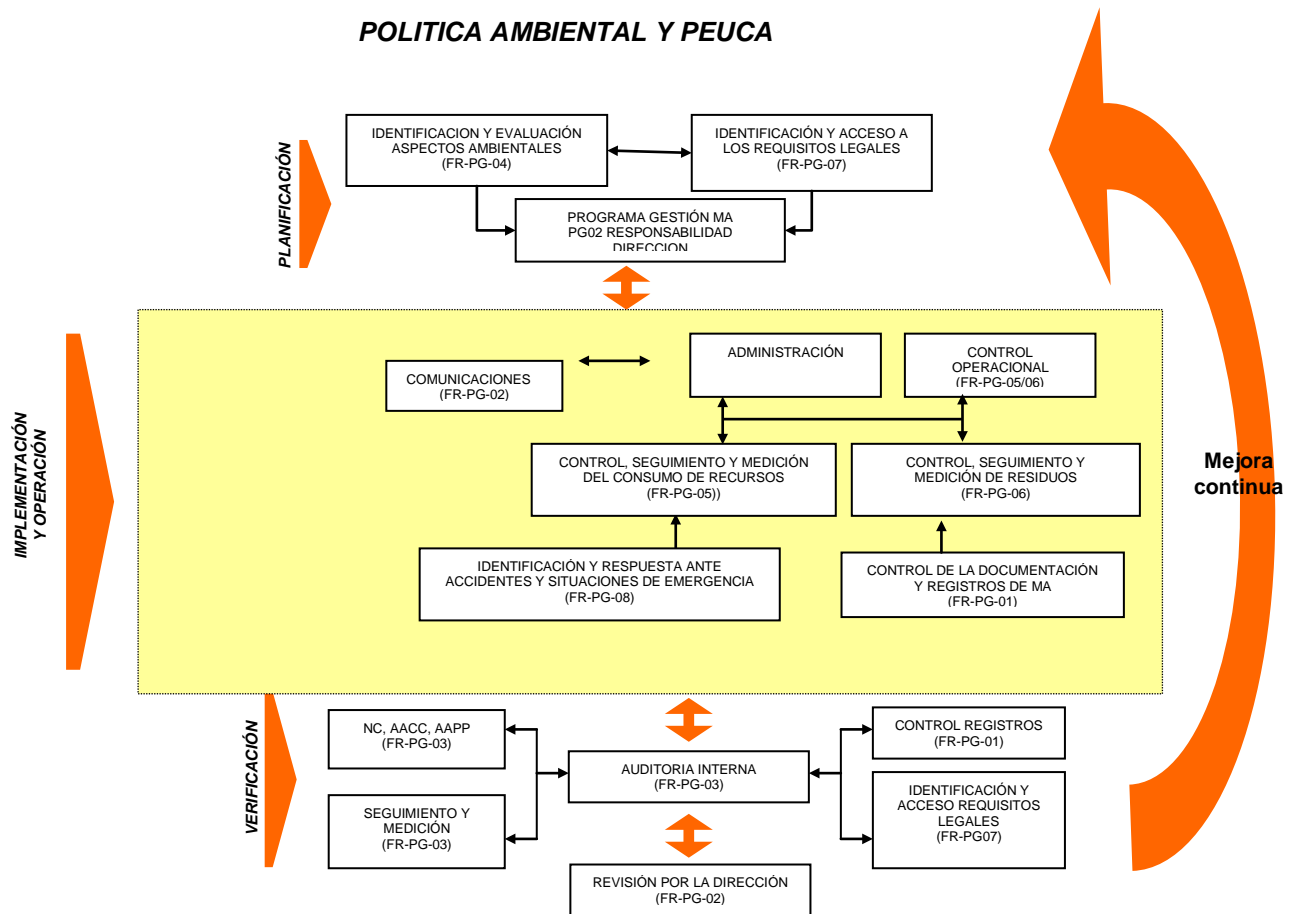 POLITICA AMBIENTAL Y PEUCA
PLANIFICACIÓN
IDENTIFICACION Y EVALUACIÓN
ASPECTOS AMBIENTALES
(FR-PG-04)
IDENTIFICACIÓN Y ACCESO A
LOS REQUISITOS LEGALES
(FR-PG-07)
PROGRAMA GESTIÓN MA
PG02 RESPONSABILIDAD
DIRECCION
IMPLEMENTACIÓN
Y OPERACIÓN
COMUNICACIONES
(FR-PG-02)
ADMINISTRACIÓN
CONTROL
OPERACIONAL
(FR-PG-05/06)
CONTROL, SEGUIMIENTO Y MEDICIÓN
DEL CONSUMO DE RECURSOS
(FR-PG-05))
CONTROL, SEGUIMIENTO Y
MEDICIÓN DE RESIDUOS
(FR-PG-06)
IDENTIFICACIÓN Y RESPUESTA ANTE
ACCIDENTES Y SITUACIONES DE EMERGENCIA
(FR-PG-08)
CONTROL DE LA DOCUMENTACIÓN
Y REGISTROS DE MA
(FR-PG-01)
Mejora
continua
VERIFICACIÓN
NC, AACC, AAPP
(FR-PG-03)
SEGUIMIENTO Y
MEDICIÓN
(FR-PG-03)
AUDITORIA INTERNA
(FR-PG-03)
CONTROL REGISTROS
(FR-PG-01)
IDENTIFICACIÓN Y
ACCESO REQUISITOS
LEGALES
(FR-PG07)
REVISIÓN POR LA DIRECCIÓN
(FR-PG-02)